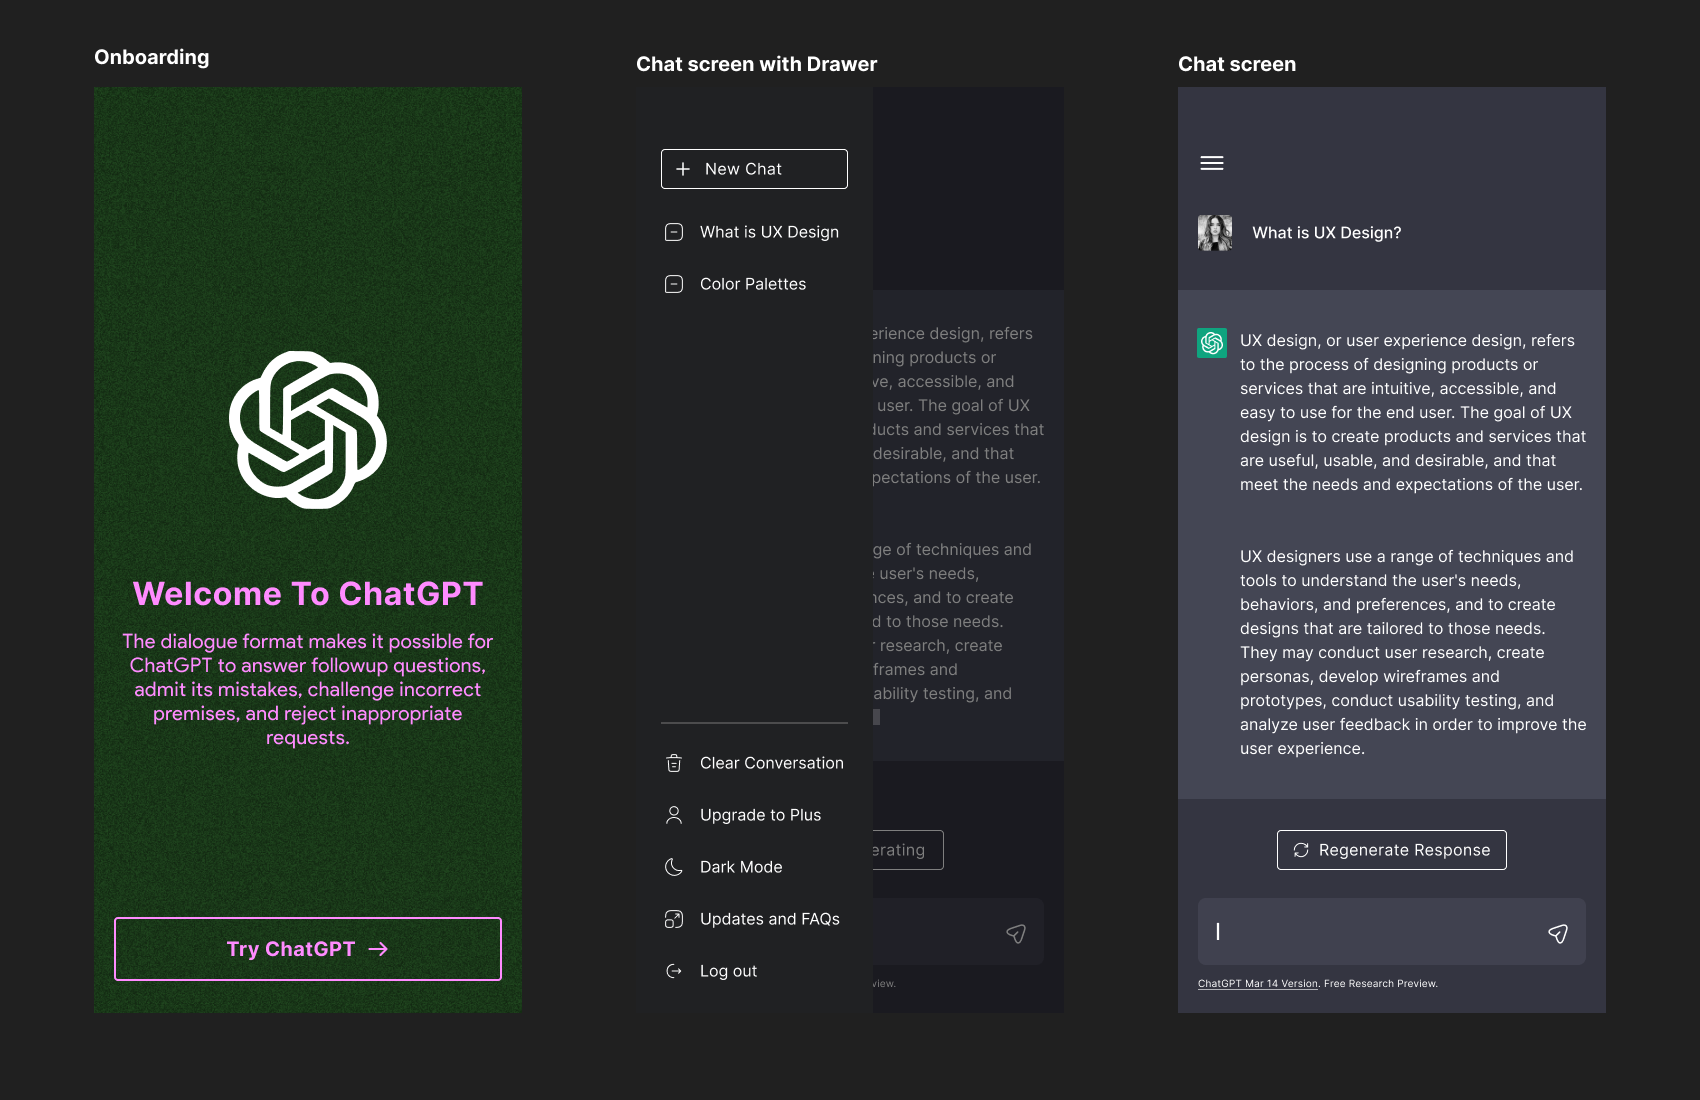 Onboarding
Welcome To ChatGPT
The dialogue format makes it possible for
ChatGPT to answer followup questions,
admit its mistakes, challenge incorrect
premises, and reject inappropriate
requests.
Try ChatGPT →
Chat screen with Drawer
+ New Chat
What is UX Design
Color Palettes
erience design, refers
ning products or
ve, accessible, and
user. The goal of UX
ducts and services that
desirable, and that
pectations of the user.
ge of techniques and
user's needs,
nces, and to create
d to those needs.
r research, create
frames and
ability testing, and
Clear Conversation
Upgrade to Plus
Dark Mode
Updates and FAQs
Log out
erating
view.
Chat screen
What is UX Design?
UX design, or user experience design, refers
to the process of designing products or
services that are intuitive, accessible, and
easy to use for the end user. The goal of UX
design is to create products and services that
are useful, usable, and desirable, and that
meet the needs and expectations of the user.
UX designers use a range of techniques and
tools to understand the user's needs,
behaviors, and preferences, and to create
designs that are tailored to those needs.
They may conduct user research, create
personas, develop wireframes and
prototypes, conduct usability testing, and
analyze user feedback in order to improve the
user experience.
Regenerate Response
ChatGPT Mar 14 Version. Free Research Preview.